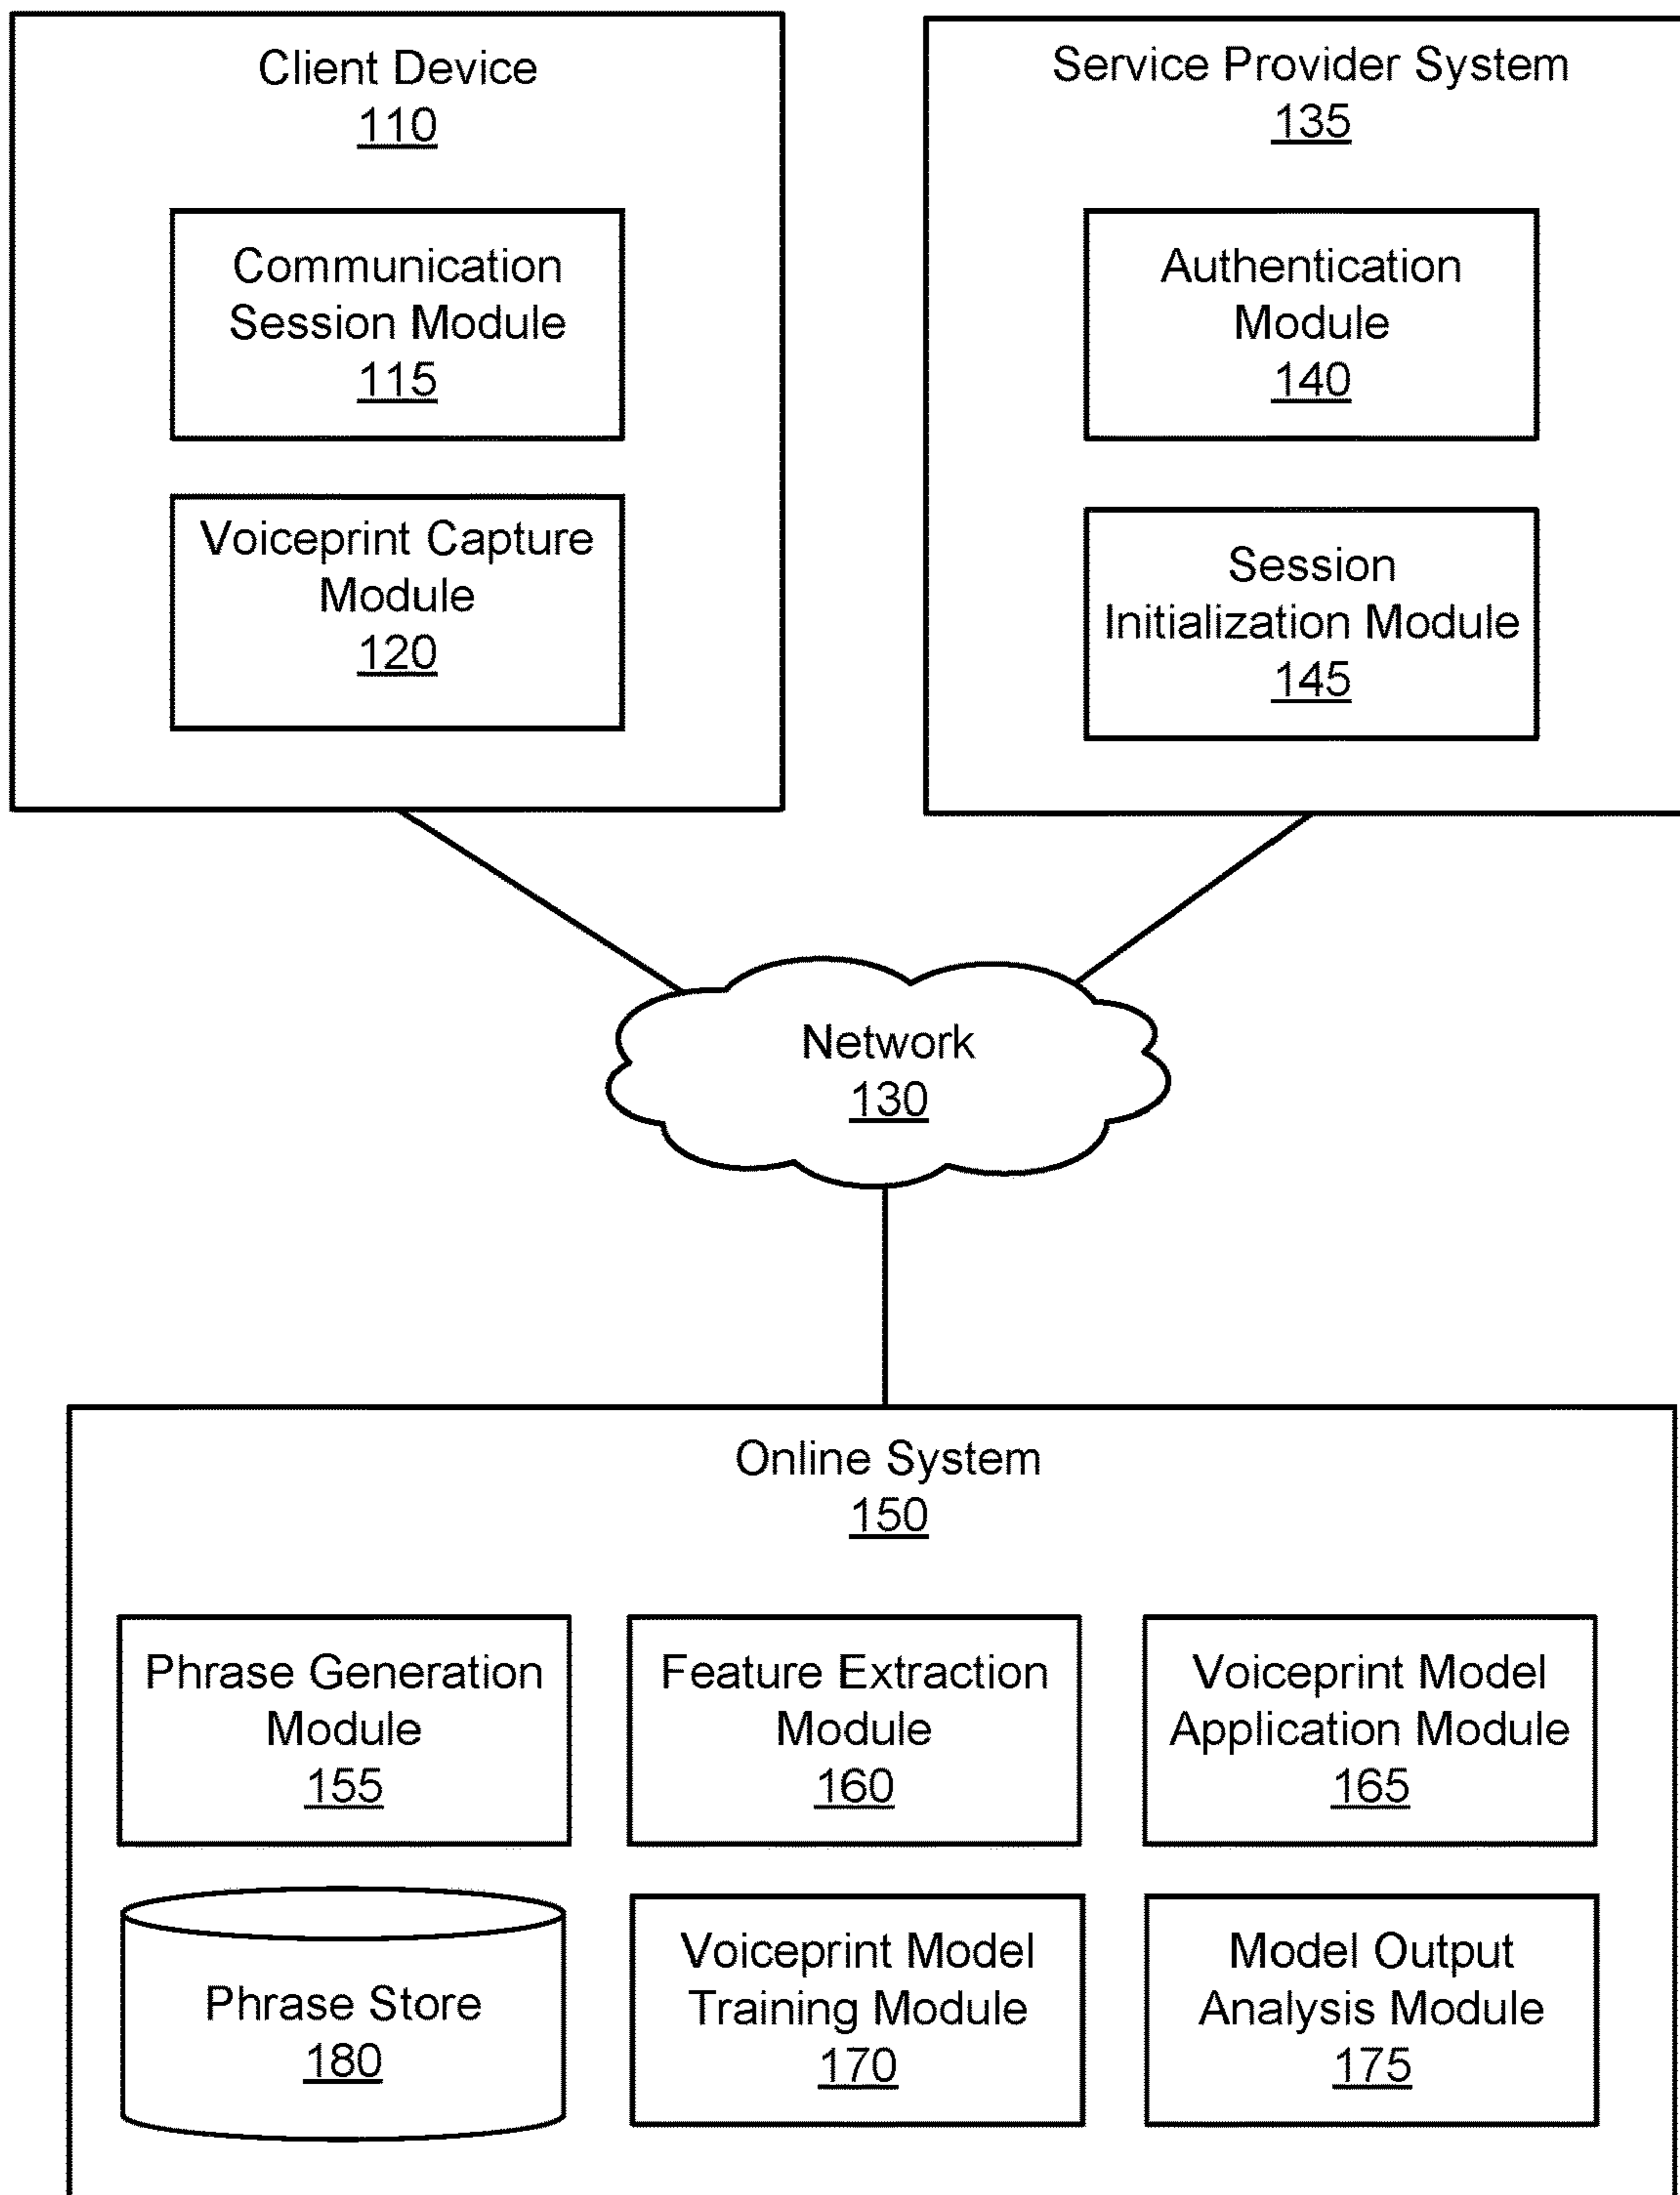 Client Device
110
Communication
Session Module
115
Voiceprint Capture
Module
120
Service Provider System
135
Authentication
Module
140
Session
Initialization Module
145
Network
130
Online System
150
Phrase Generation
Module
155
Feature Extraction
Module
160
Voiceprint Model
Application Module
165
Phrase Store
180
Voiceprint Model
Training Module
170
Model Output
Analysis Module
175